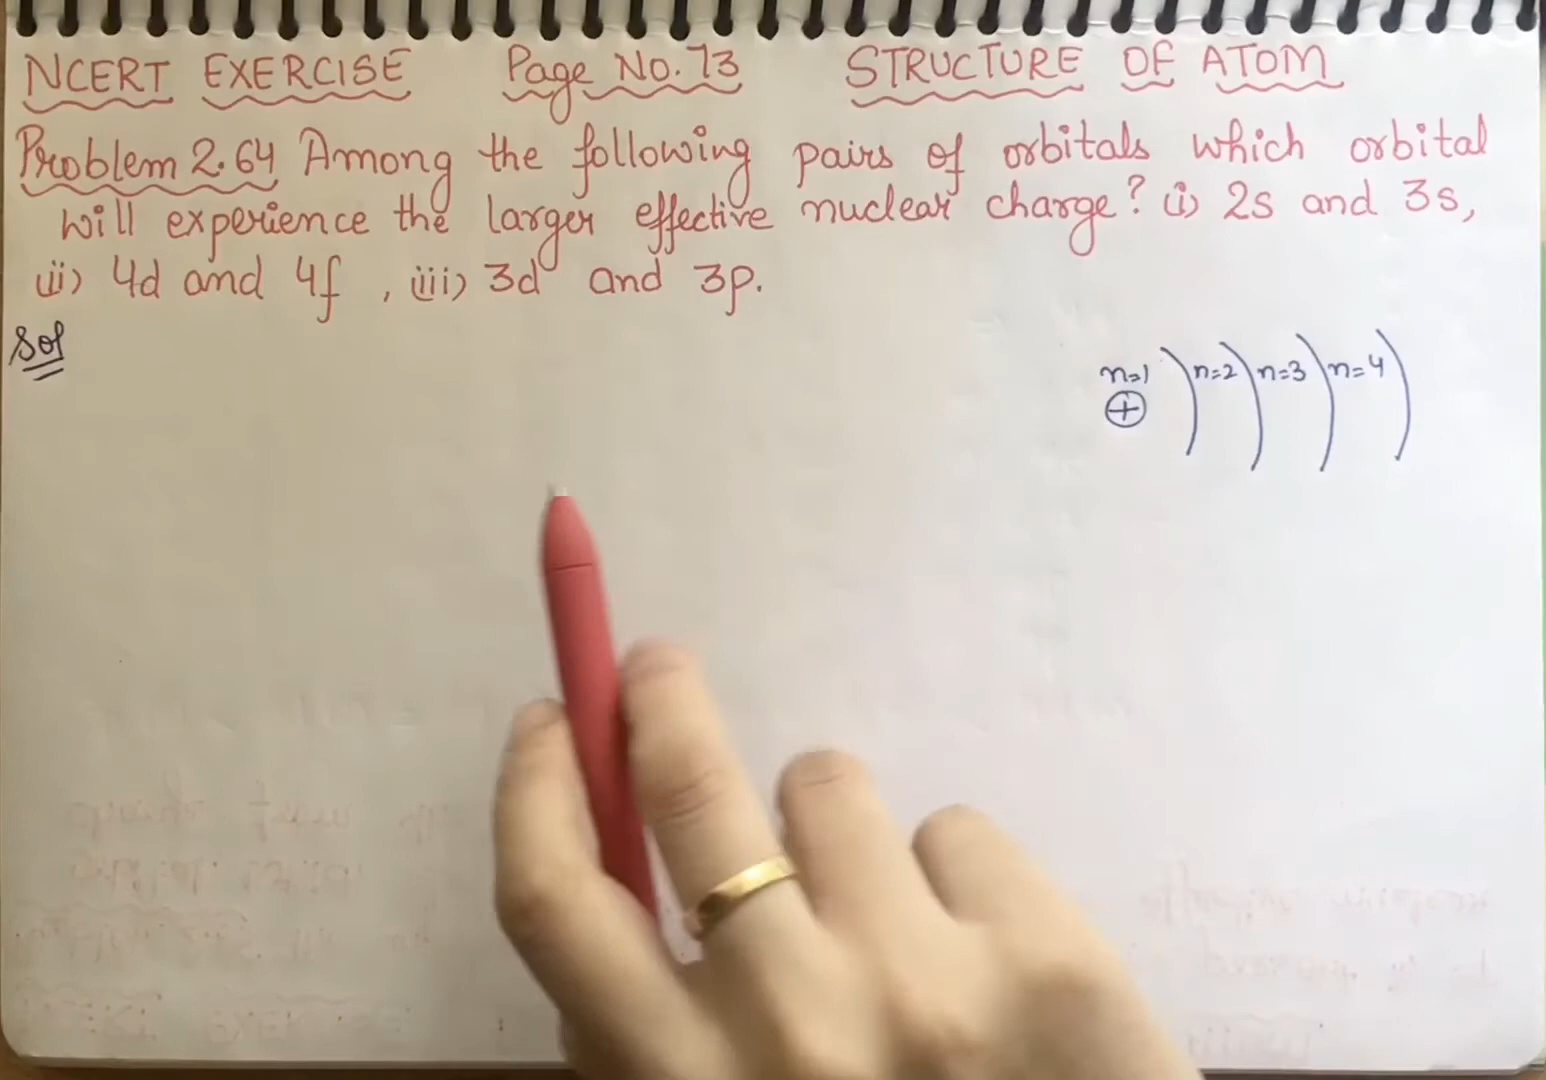 NCERT EXERCISE Page No. 73 STRUCTURE OF ATOM
Problem 2.64 Among the following pairs of orbitals which orbital
will experience the larger effective nuclear charge? (i) 2s and 3s,
(ii) 4d and 4f , (iii) 3d and 3p.
Sol
n=1 n=2 n=3 n=4
+